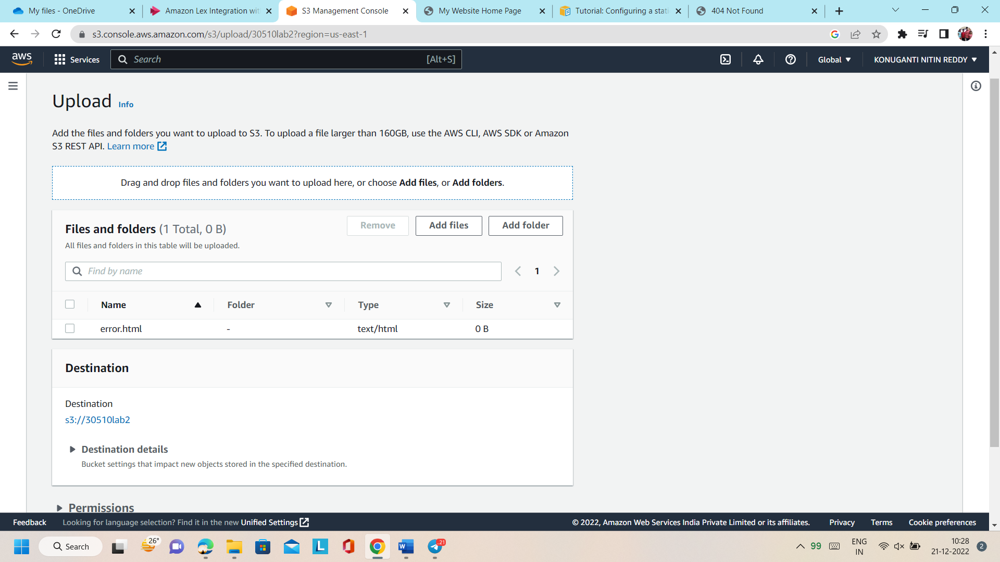 My files - OneDrive
Amazon Lex Integration wit
S3 Management Console
My Website Home Page
Tutorial: Configuring a stati
404 Not Found
s3.console.aws.amazon.com/s3/upload/30510lab2?region=us-east-1
aws
Services
Search
[Alt+S]
Global
KONUGANTI NITIN REDDY
Upload
Info
Add the files and folders you want to upload to S3. To upload a file larger than 160GB, use the AWS CLI, AWS SDK or Amazon
S3 REST API. Learn more
Drag and drop files and folders you want to upload here, or choose Add files, or Add folders.
Files and folders (1 Total, 0 B)
Remove
Add files
Add folder
All files and folders in this table will be uploaded.
Find by name
1
Name
Folder
Type
Size
error.html
-
text/html
0 B
Destination
Destination
s3://30510lab2
Destination details
Bucket settings that impact new objects stored in the specified destination.
Permissions
Feedback
Looking for language selection? Find it in the new Unified Settings
© 2022, Amazon Web Services India Private Limited or its affiliates.
Privacy
Terms
Cookie preferences
Search
26°
L
W
21
99
ENG
IN
10:28
21-12-2022
2